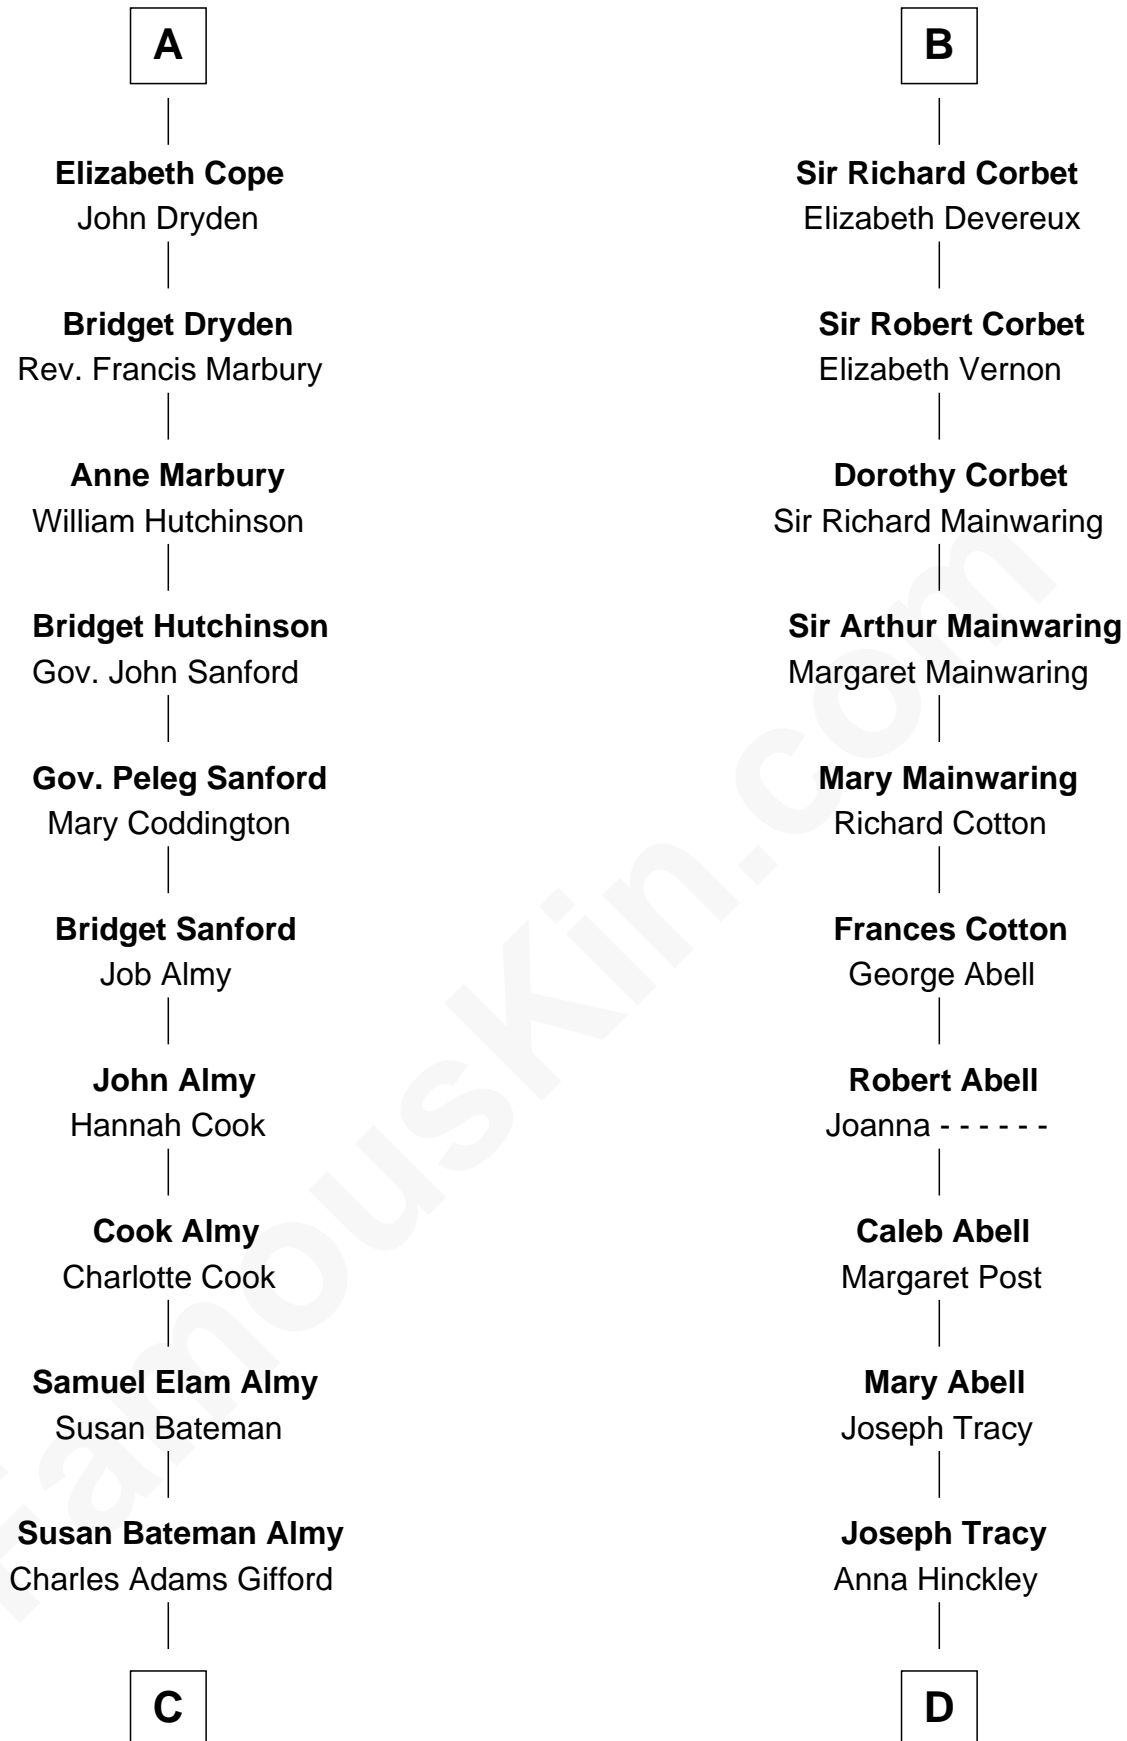 A
Elizabeth Cope
John Dryden
Bridget Dryden
Rev. Francis Marbury
Anne Marbury
William Hutchinson
Bridget Hutchinson
Gov. John Sanford
Gov. Peleg Sanford
Mary Coddington
Bridget Sanford
Job Almy
John Almy
Hannah Cook
Cook Almy
Charlotte Cook
Samuel Elam Almy
Susan Bateman
Susan Bateman Almy
Charles Adams Gifford
C
B
Sir Richard Corbet
Elizabeth Devereux
Sir Robert Corbet
Elizabeth Vernon
Dorothy Corbet
Sir Richard Mainwaring
Sir Arthur Mainwaring
Margaret Mainwaring
Mary Mainwaring
Richard Cotton
Frances Cotton
George Abell
Robert Abell
Joanna - - - - - -
Caleb Abell
Margaret Post
Mary Abell
Joseph Tracy
Joseph Tracy
Anna Hinckley
D
FamousKin.com